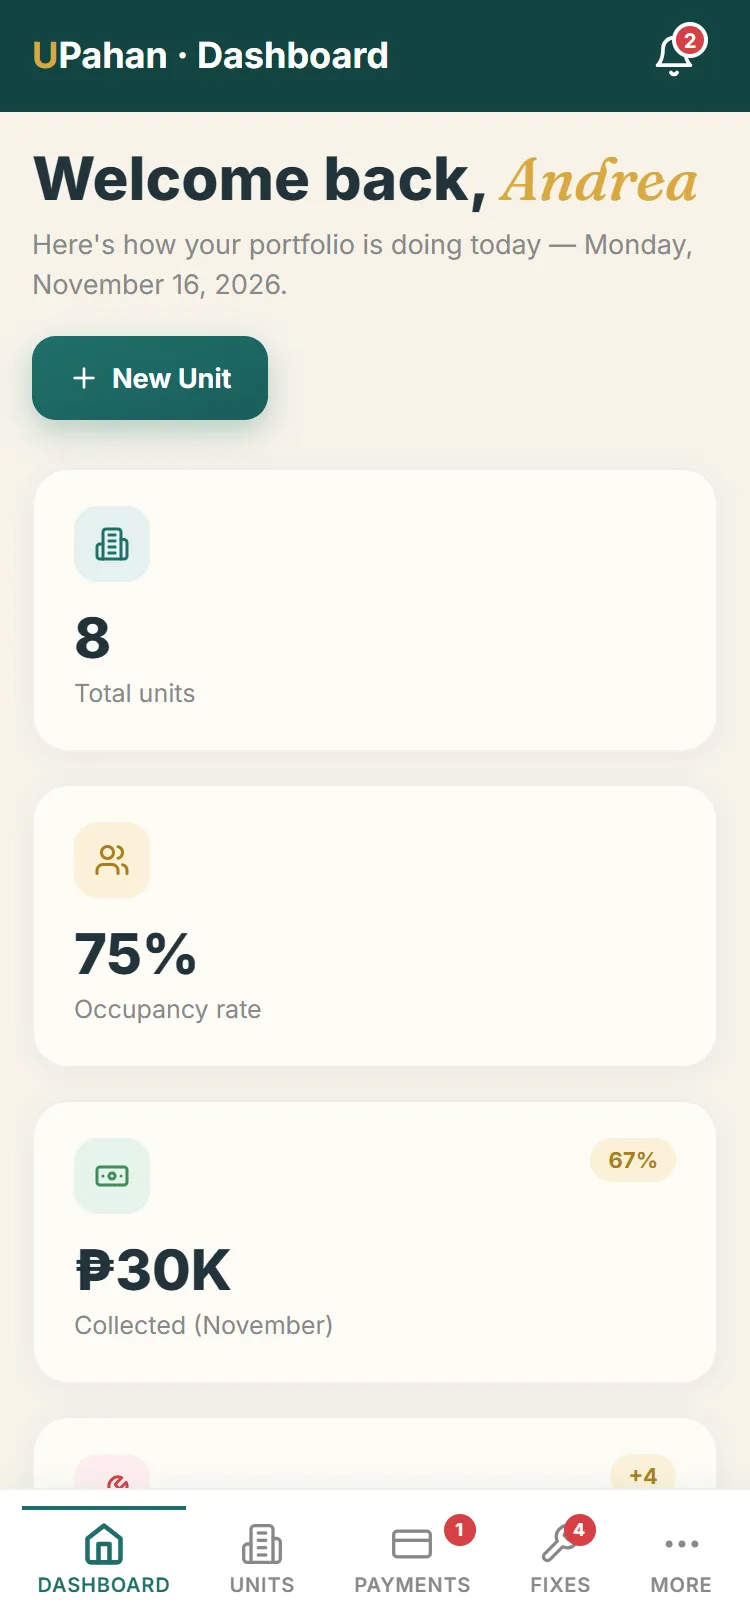 UPahan · Dashboard
2
Welcome back, Andrea
Here's how your portfolio is doing today — Monday,
November 16, 2026.
New Unit
8
Total units
75%
Occupancy rate
67%
₱30K
Collected (November)
+4
1
4
DASHBOARD
UNITS
PAYMENTS
FIXES
MORE